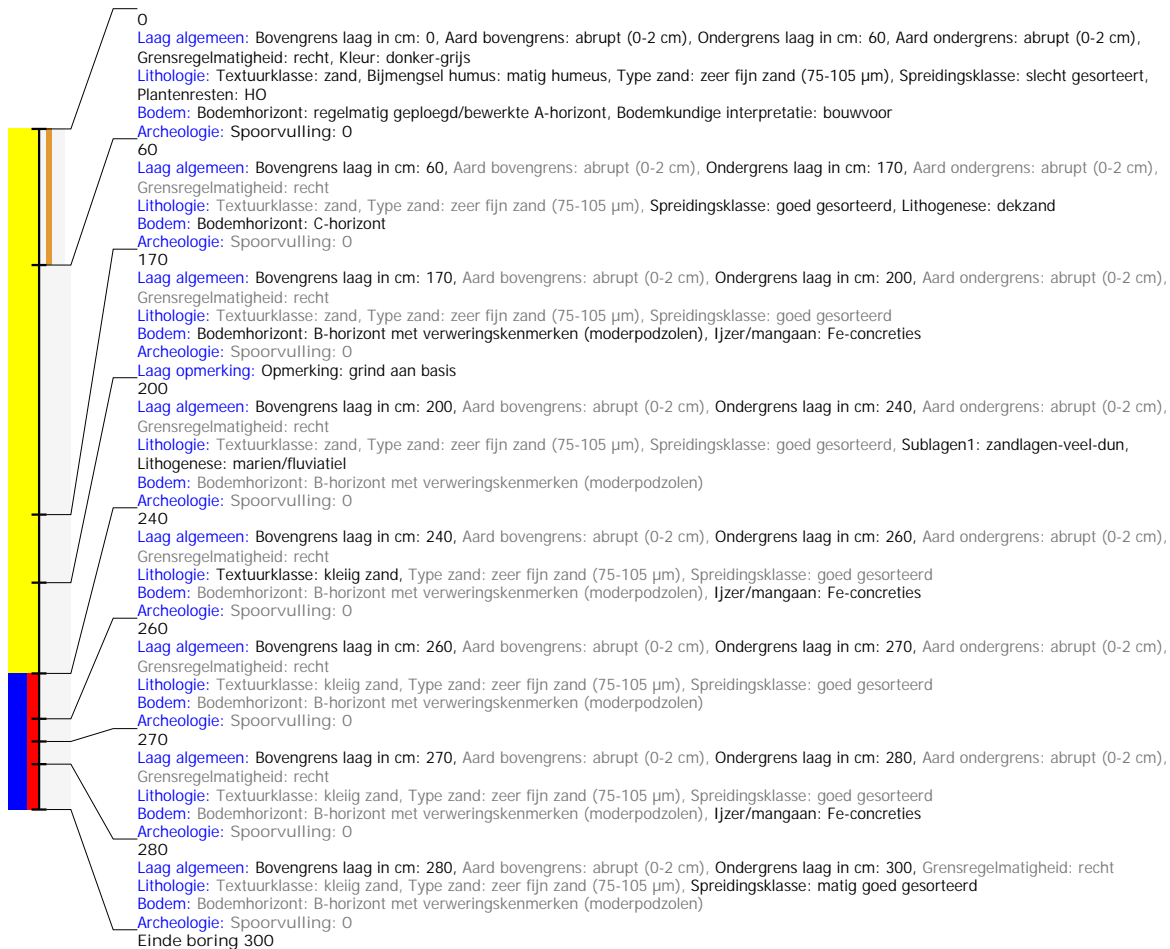 0
Laag algemeen: Bovengrens laag in cm: 0, Aard bovengrens: abrupt (0-2 cm), Ondergrens laag in cm: 60, Aard ondergrens: abrupt (0-2 cm),
Grensregelmatigheid: recht, Kleur: donker-grijs
Lithologie: Textuurklasse: zand, Bijmengsel humus: matig humeus, Type zand: zeer fijn zand (75-105 µm), Spreidingsklasse: slecht gesorteert,
Plantenresten: HO
Bodem: Bodemhorizont: regelmatig geploegd/bewerkte A-horizont, Bodemkundige interpretatie: bouwvoor
Archeologie: Spoorvulling: 0
60
Laag algemeen: Bovengrens laag in cm: 60, Aard bovengrens: abrupt (0-2 cm), Ondergrens laag in cm: 170, Aard ondergrens: abrupt (0-2 cm),
Grensregelmatigheid: recht
Lithologie: Textuurklasse: zand, Type zand: zeer fijn zand (75-105 µm), Spreidingsklasse: goed gesorteerd, Lithogenese: dekzand
Bodem: Bodemhorizont: C-horizont
Archeologie: Spoorvulling: 0
170
Laag algemeen: Bovengrens laag in cm: 170, Aard bovengrens: abrupt (0-2 cm), Ondergrens laag in cm: 200, Aard ondergrens: abrupt (0-2 cm),
Grensregelmatigheid: recht
Lithologie: Textuurklasse: zand, Type zand: zeer fijn zand (75-105 µm), Spreidingsklasse: goed gesorteerd
Bodem: Bodemhorizont: B-horizont met verweringskenmerken (moderpodzolen), Ijzer/mangaan: Fe-concreties
Archeologie: Spoorvulling: 0
Laag opmerking: Opmerking: grind aan basis
200
Laag algemeen: Bovengrens laag in cm: 200, Aard bovengrens: abrupt (0-2 cm), Ondergrens laag in cm: 240, Aard ondergrens: abrupt (0-2 cm),
Grensregelmatigheid: recht
Lithologie: Textuurklasse: zand, Type zand: zeer fijn zand (75-105 µm), Spreidingsklasse: goed gesorteerd, Sublagen1: zandlagen-veel-dun,
Lithogenese: marien/fluviatiel
Bodem: Bodemhorizont: B-horizont met verweringskenmerken (moderpodzolen)
Archeologie: Spoorvulling: 0
240
Laag algemeen: Bovengrens laag in cm: 240, Aard bovengrens: abrupt (0-2 cm), Ondergrens laag in cm: 260, Aard ondergrens: abrupt (0-2 cm),
Grensregelmatigheid: recht
Lithologie: Textuurklasse: kleiig zand, Type zand: zeer fijn zand (75-105 µm), Spreidingsklasse: goed gesorteerd
Bodem: Bodemhorizont: B-horizont met verweringskenmerken (moderpodzolen), Ijzer/mangaan: Fe-concreties
Archeologie: Spoorvulling: 0
260
Laag algemeen: Bovengrens laag in cm: 260, Aard bovengrens: abrupt (0-2 cm), Ondergrens laag in cm: 270, Aard ondergrens: abrupt (0-2 cm),
Grensregelmatigheid: recht
Lithologie: Textuurklasse: kleiig zand, Type zand: zeer fijn zand (75-105 µm), Spreidingsklasse: goed gesorteerd
Bodem: Bodemhorizont: B-horizont met verweringskenmerken (moderpodzolen)
Archeologie: Spoorvulling: 0
270
Laag algemeen: Bovengrens laag in cm: 270, Aard bovengrens: abrupt (0-2 cm), Ondergrens laag in cm: 280, Aard ondergrens: abrupt (0-2 cm),
Grensregelmatigheid: recht
Lithologie: Textuurklasse: kleiig zand, Type zand: zeer fijn zand (75-105 µm), Spreidingsklasse: goed gesorteerd
Bodem: Bodemhorizont: B-horizont met verweringskenmerken (moderpodzolen), Ijzer/mangaan: Fe-concreties
Archeologie: Spoorvulling: 0
280
Laag algemeen: Bovengrens laag in cm: 280, Aard bovengrens: abrupt (0-2 cm), Ondergrens laag in cm: 300, Grensregelmatigheid: recht
Lithologie: Textuurklasse: kleiig zand, Type zand: zeer fijn zand (75-105 µm), Spreidingsklasse: matig goed gesorteerd
Bodem: Bodemhorizont: B-horizont met verweringskenmerken (moderpodzolen)
Archeologie: Spoorvulling: 0
Einde boring 300